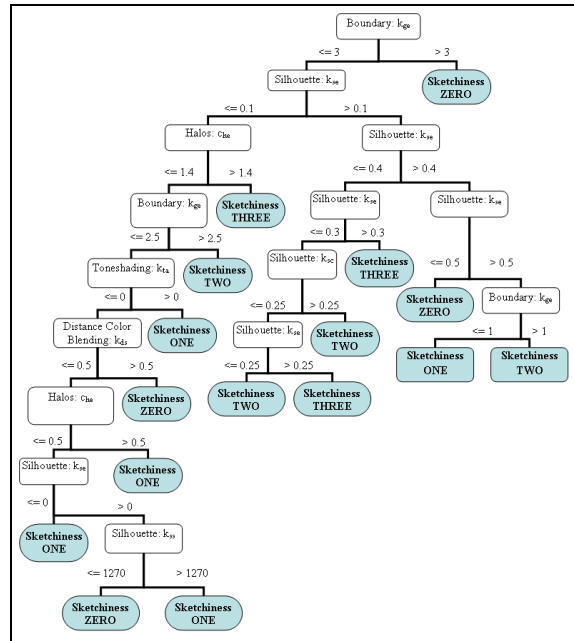 Boundary: kge
<= 3
> 3
Silhouette: kse
Sketchiness
ZERO
<= 0.1
> 0.1
Halos: che
Silhouette: kse
<= 1.4
> 1.4
<= 0.4
> 0.4
Boundary: kge
Sketchiness
THREE
Silhouette: kse
Silhouette: kse
<= 2.5
> 2.5
<= 0.3
> 0.3
Toneshading: kta
Sketchiness
TWO
Silhouette: ksc
Sketchiness
THREE
<= 0.5
> 0.5
<= 0
> 0
Sketchiness
ZERO
Boundary: kge
<= 0.25
> 0.25
Distance Color
Blending: kds
Sketchiness
ONE
Silhouette: kse
Sketchiness
TWO
<= 1
> 1
<= 0.5
> 0.5
<= 0.25
> 0.25
Sketchiness
ONE
Sketchiness
TWO
Halos: che
Sketchiness
ZERO
Sketchiness
TWO
Sketchiness
THREE
<= 0.5
> 0.5
Silhouette: kse
Sketchiness
ONE
<= 0
> 0
Sketchiness
ONE
Silhouette: kss
<= 1270
> 1270
Sketchiness
ZERO
Sketchiness
ONE